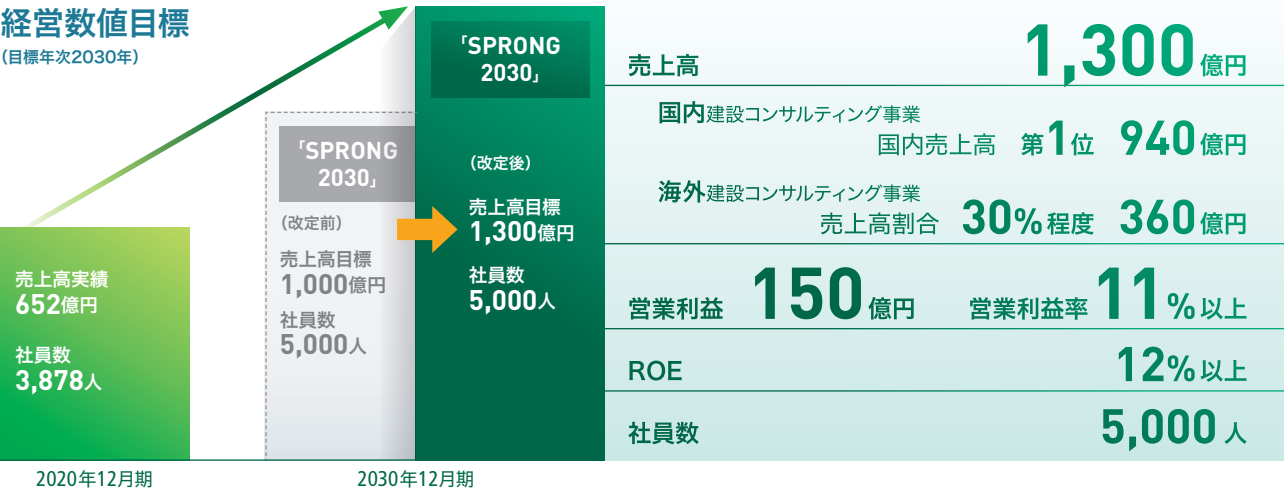 経営数値目標
（目標年次2030年）
売上高実績
652億円
社員数
3,878人
2020年12月期
「SPRONG
2030」
（改定前）
売上高目標
1,000億円
社員数
5,000人
「SPRONG
2030」
（改定後）
売上高目標
1,300億円
社員数
5,000人
2030年12月期
売上高 1,300億円
国内建設コンサルティング事業
国内売上高 第1位 940億円
海外建設コンサルティング事業
売上高割合 30%程度 360億円
営業利益 150億円 営業利益率11%以上
ROE 12%以上
社員数 5,000人